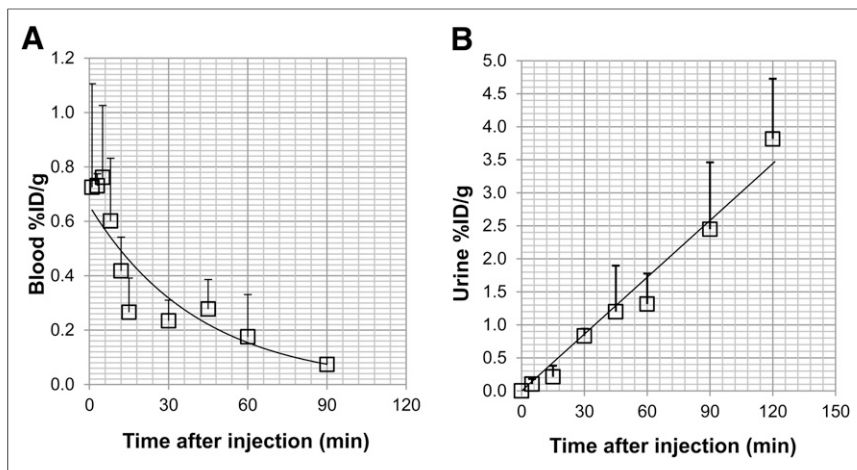 A
Blood %ID/g
1.2
1.0
0.8
0.6
0.4
0.2
0.0
0 30 60 90 120
Time after injection (min)
B
Urine %ID/g
5.0
4.5
4.0
3.5
3.0
2.5
2.0
1.5
1.0
0.5
0.0
0 30 60 90 120 150
Time after injection (min)